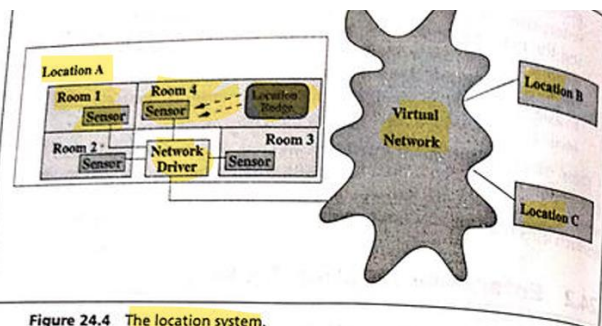 Location A
Room 1
Sensor
Room 4
Sensor
Location
Badge
Room 2
Sensor
Network
Driver
Room 3
Sensor
Virtual
Network
Location B
Location C
Figure 24.4 The location system.